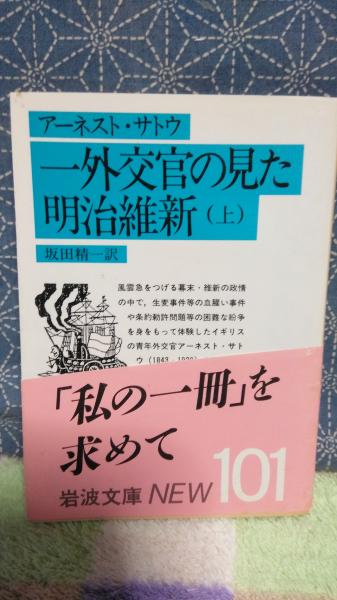 アーネスト・サトウ
一外交官の見た
明治維新(上)
坂田精一訳
風雲急をつげる幕末・維新の政情
の中で，生麦事件等の血腥い事件
や条約勅許問題等の困難な紛争
を身をもって体験したイギリス
の青年外交官アーネスト・サト
ウ(1843-1929)
「私の一冊」を
求めて
岩波文庫 NEW 101